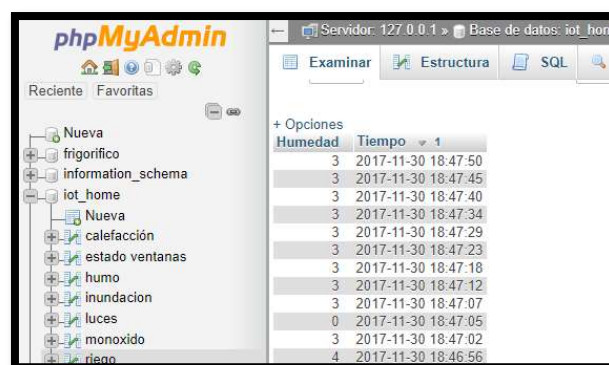 phpMyAdmin
Reciente Favoritas
Nueva
frigorifico
information_schema
iot_home
Nueva
calefacción
estado ventanas
humo
inundacion
luces
monoxido
riego
Servidor: 127.0.0.1 » Base de datos: iot_hom
Examinar Estructura SQL
+ Opciones
Humedad Tiempo 1
3 2017-11-30 18:47:50
3 2017-11-30 18:47:45
3 2017-11-30 18:47:40
3 2017-11-30 18:47:34
3 2017-11-30 18:47:29
3 2017-11-30 18:47:23
3 2017-11-30 18:47:18
3 2017-11-30 18:47:12
3 2017-11-30 18:47:07
0 2017-11-30 18:47:05
3 2017-11-30 18:47:02
4 2017-11-30 18:46:56